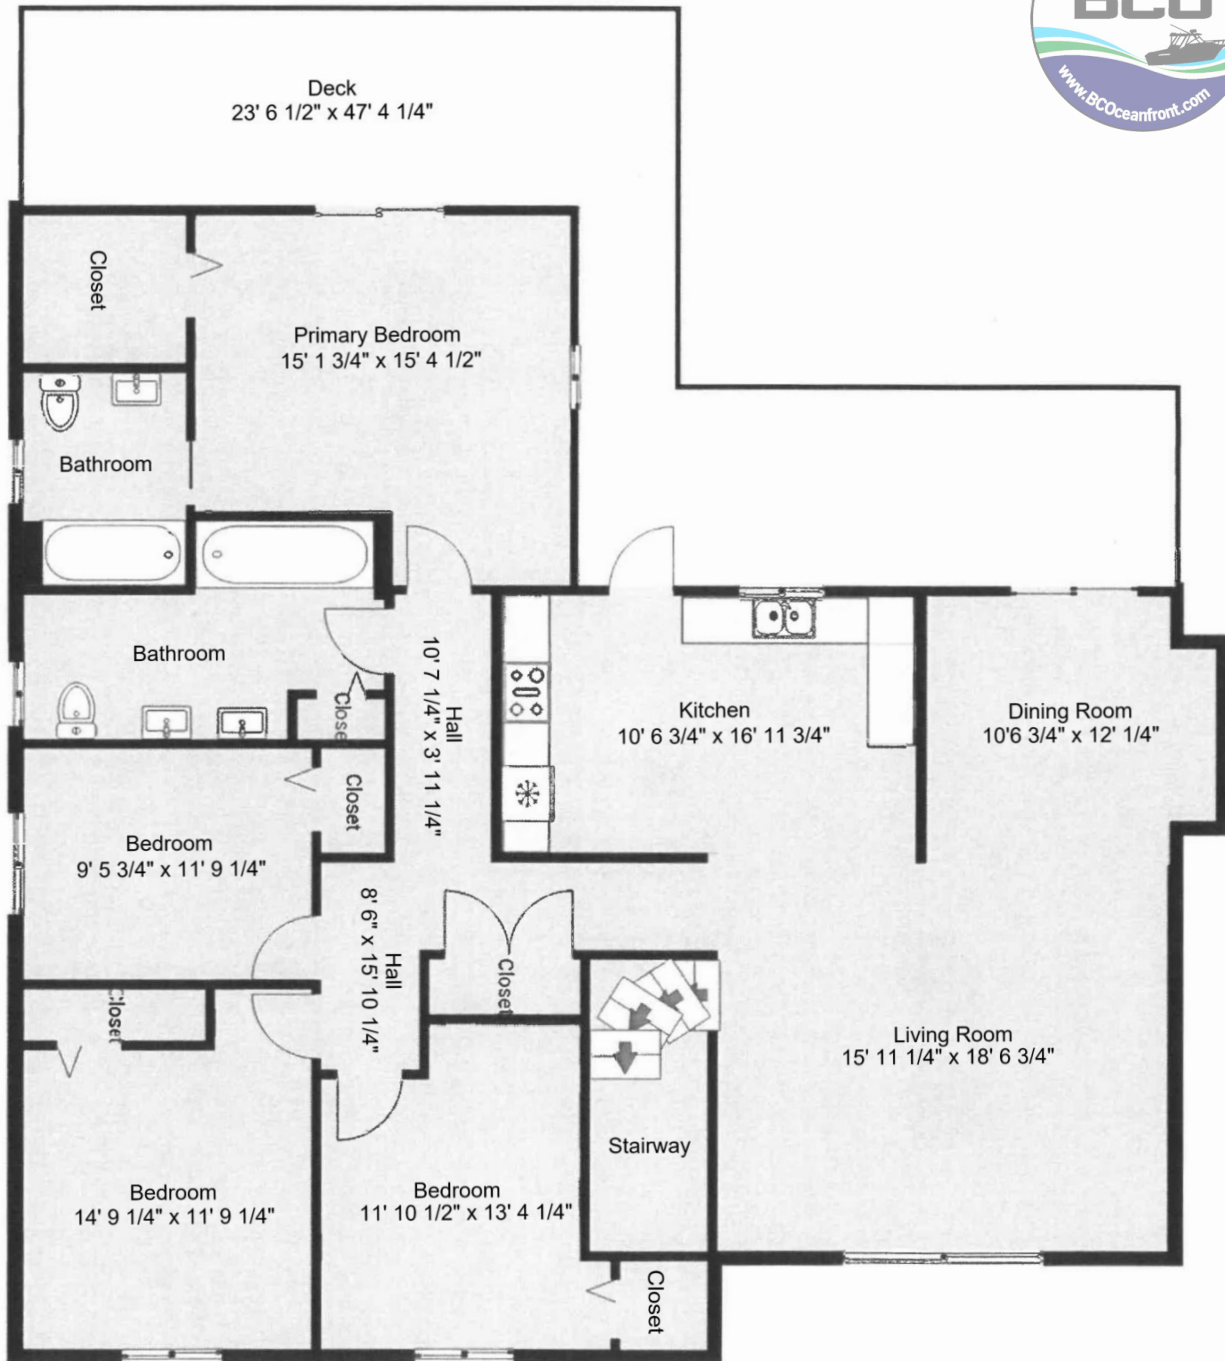 BCO
www.BCOceanfront.com
Deck
23' 6 1/2" x 47' 4 1/4"
Closet
Primary Bedroom
15' 1 3/4" x 15' 4 1/2"
Bathroom
Bathroom
Closet
Hall
10' 7 1/4" x 3' 11 1/4"
Kitchen
10' 6 3/4" x 16' 11 3/4"
Dining Room
10'6 3/4" x 12' 1/4"
Closet
Bedroom
9' 5 3/4" x 11' 9 1/4"
Hall
8' 6" x 15' 10 1/4"
Closet
Closet
Living Room
15' 11 1/4" x 18' 6 3/4"
Stairway
Bedroom
14' 9 1/4" x 11' 9 1/4"
Bedroom
11' 10 1/2" x 13' 4 1/4"
Closet